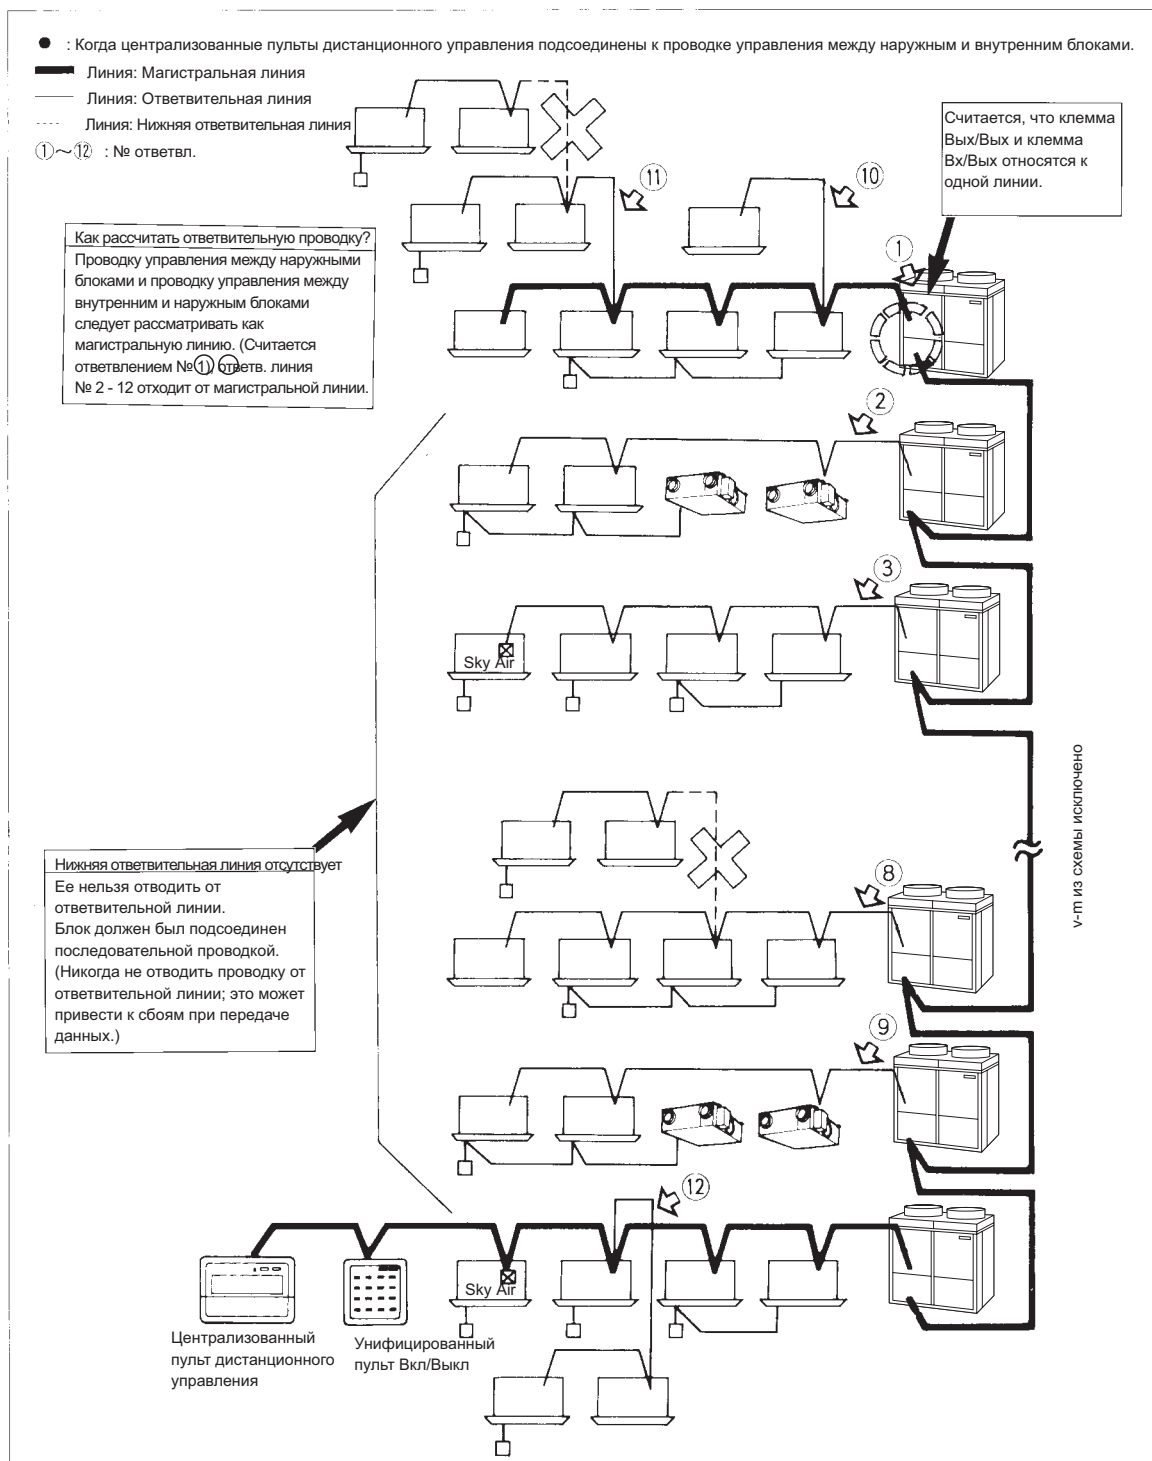 ● : Когда централизованные пульты дистанционного управления подсоединены к проводке управления между наружным и внутренним блоками.
Линия: Магистральная линия
Линия: Ответвительная линия
Линия: Нижняя ответвительная линия
①~⑫ : № ответвл.
Считается, что клемма
Вых/Вых и клемма
Вх/Вых относятся к
одной линии.
⑪
⑩
①
Как рассчитать ответвительную проводку?
Проводку управления между наружными
блоками и проводку управления между
внутренним и наружным блоками
следует рассматривать как
магистральную линию. (Считается
ответвлением №①), ответв. линия
№ 2 - 12 отходит от магистральной линии.
②
③
Sky Air
v-m из схемы исключено
Нижняя ответвительная линия отсутствует
Ее нельзя отводить от
ответвительной линии.
Блок должен был подсоединен
последовательной проводкой.
(Никогда не отводить проводку от
ответвительной линии; это может
привести к сбоям при передаче
данных.)
⑧
⑨
⑫
Sky Air
Централизованный
пульт дистанционного
управления
Унифицированный
пульт Вкл/Выкл